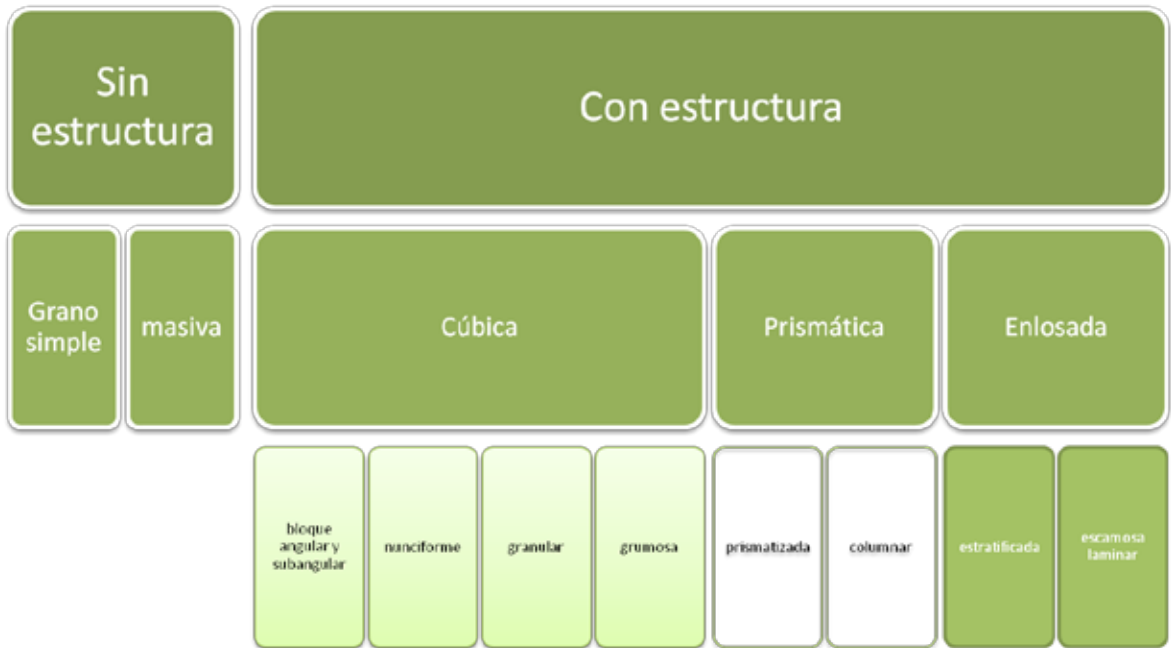 Sin
estructura
Con estructura
Grano
simple
masiva
Cúbica
Prismática
Enlosada
bloque
angular y
subangular
nunciforme
granular
grumosa
prismatizada
columnar
estratificada
escamosa
laminar